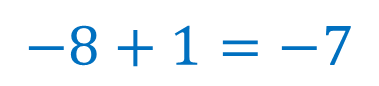 −8 + 1 = −7